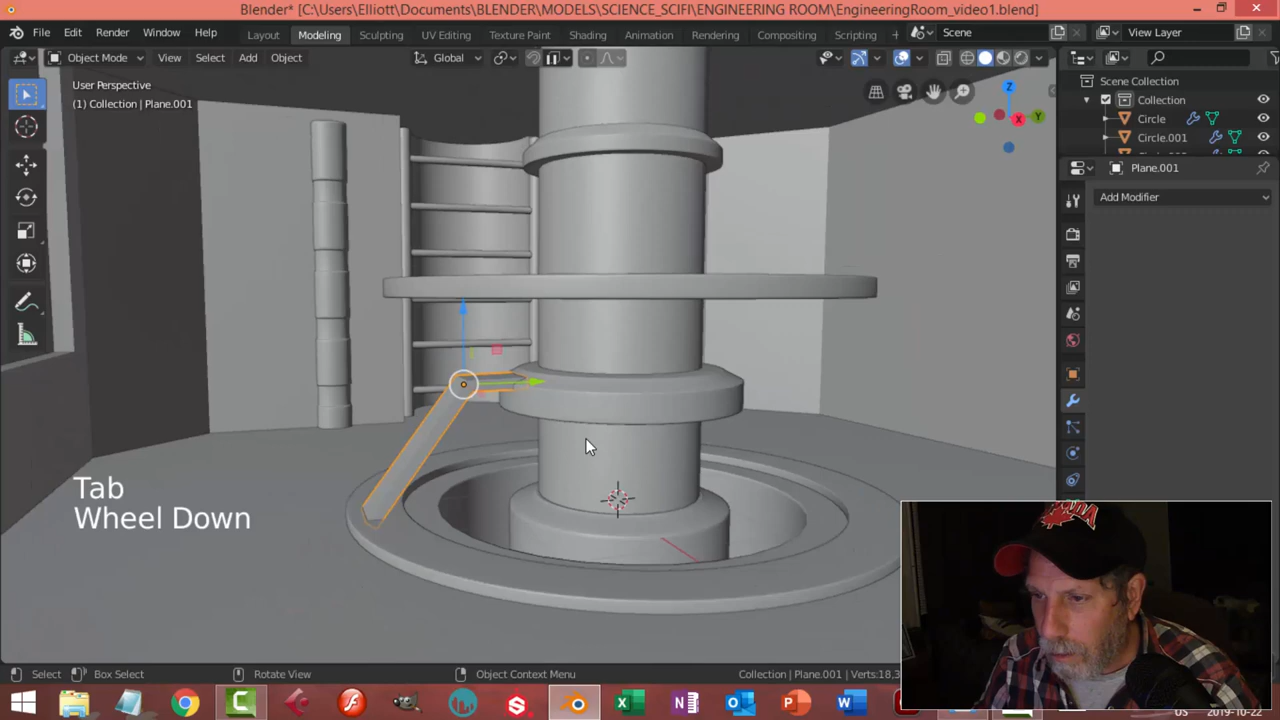 Blender* [C:\Users\Elliott\Documents\BLENDER\MODELS\SCIENCE_SCIFI\ENGINEERING ROOM\EngineeringRoom_video1.blend]
File Edit Render Window Help Layout Modeling Sculpting UV Editing Texture Paint Shading Animation Rendering Compositing Scripting + Scene View Layer
Object Mode View Select Add Object Global
User Perspective
(1) Collection | Plane.001
Z
X
Y
Scene Collection
Collection
Circle
Circle.001
Plane.001
Add Modifier
Tab
Wheel Down
Select Box Select Rotate View Object Context Menu Collection | Plane.001 | Verts:18,3
US 2019-10-22